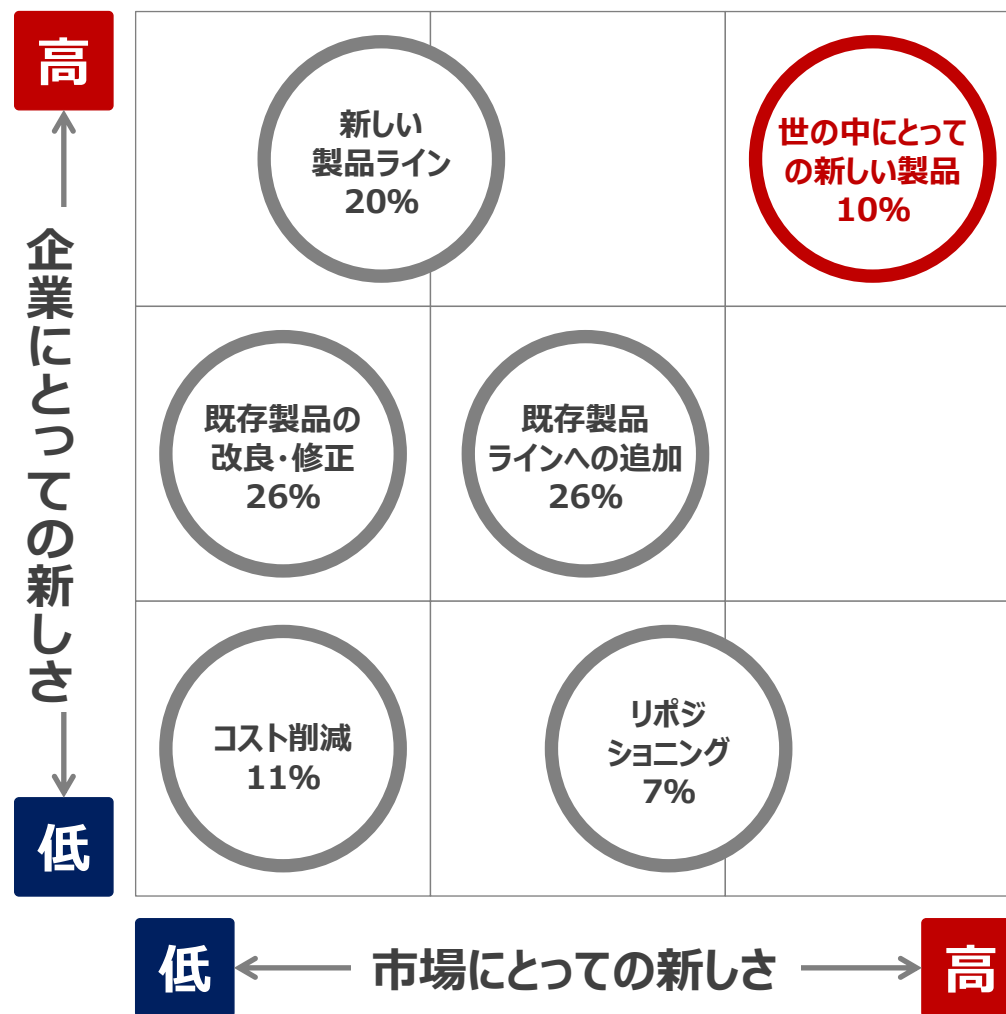 高
企業にとっての新しさ
低
新しい
製品ライン
20%
世の中にとって
の新しい製品
10%
既存製品の
改良・修正
26%
既存製品
ラインへの追加
26%
コスト削減
11%
リポジ
ショニング
7%
低
市場にとっての新しさ
高